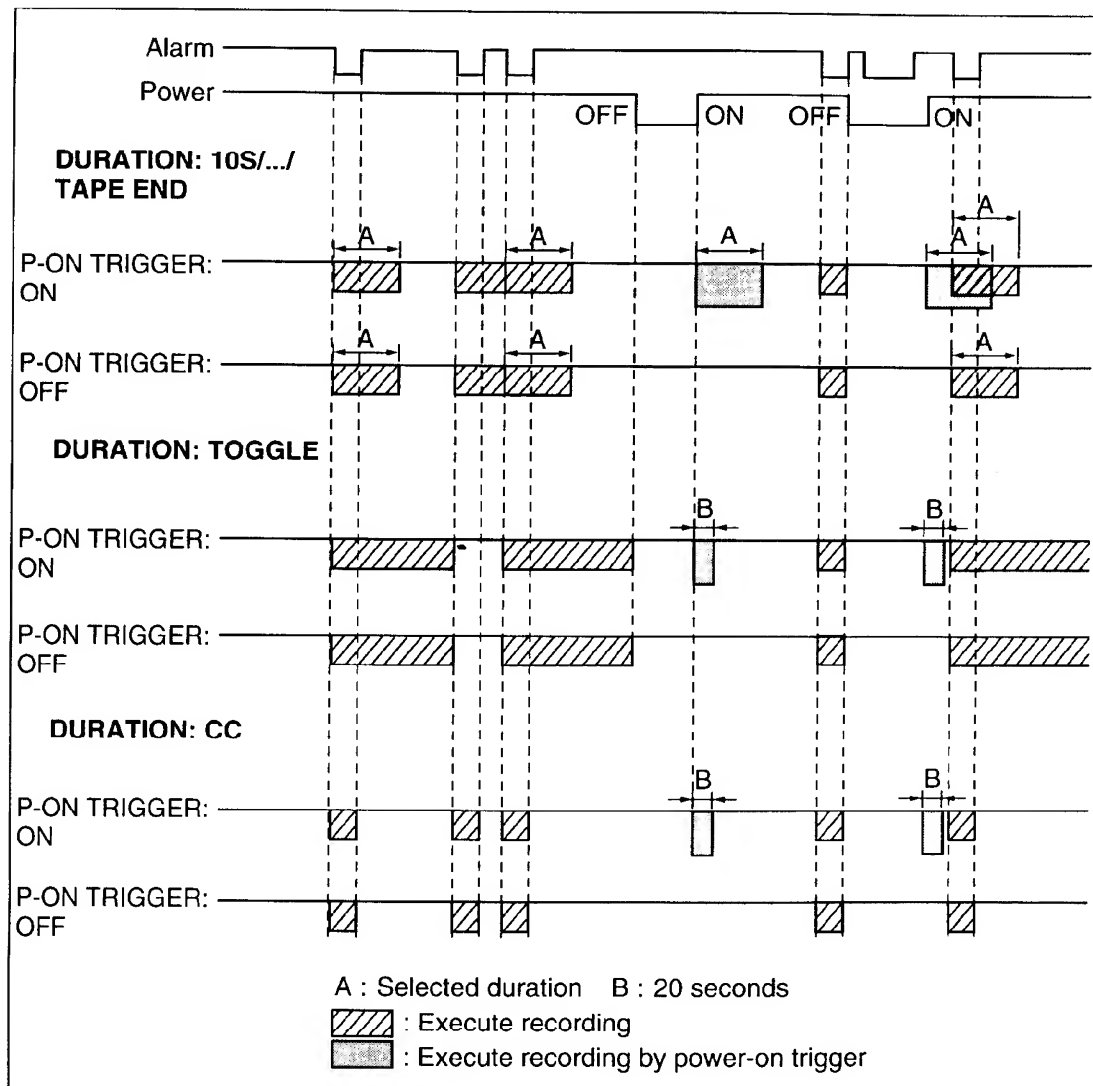 Alarm
Power
OFF ON OFF ON
DURATION: 10S/.../
TAPE END
A
A A A A
P-ON TRIGGER:
ON
A A A
P-ON TRIGGER:
OFF
DURATION: TOGGLE
B B
P-ON TRIGGER:
ON
P-ON TRIGGER:
OFF
DURATION: CC
B B
P-ON TRIGGER:
ON
P-ON TRIGGER:
OFF
A : Selected duration B : 20 seconds
: Execute recording
: Execute recording by power-on trigger